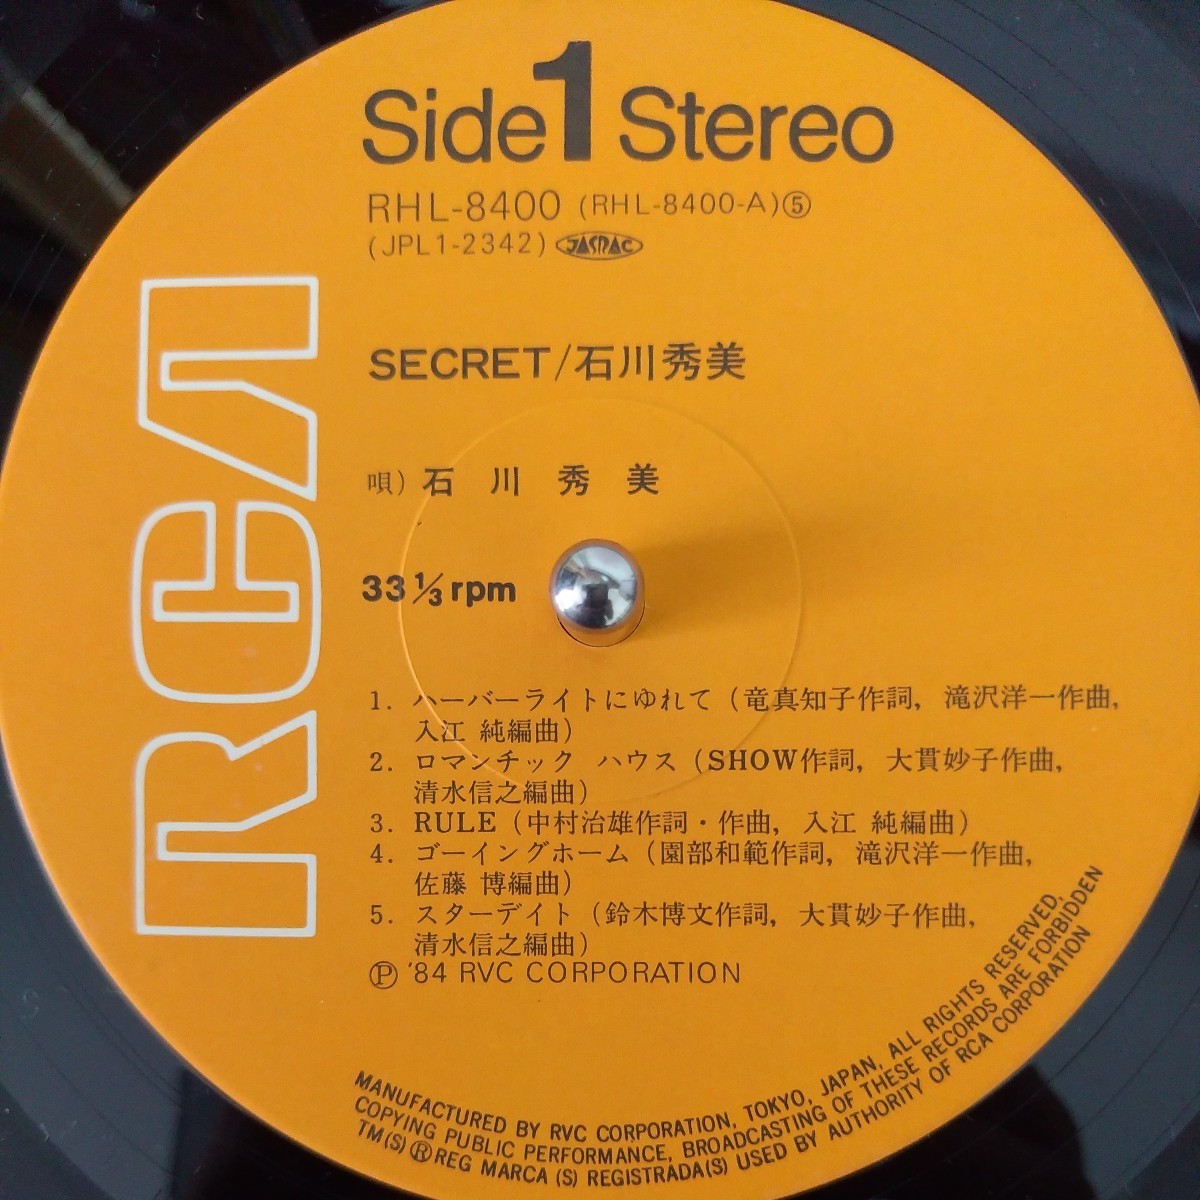 Side 1 Stereo
RHL-8400 (RHL-8400-A)⑤
(JPL1-2342) JASRAC
RCA
SECRET/石川秀美
唄) 石川秀美
33 1/3 rpm
1. ハーバーライトにゆれて (竜真知子作詞, 滝沢洋一作曲,
入江 純編曲)
2. ロマンチック ハウス (SHOW作詞, 大貫妙子作曲,
清水信之編曲)
3. RULE (中村治雄作詞・作曲, 入江 純編曲)
4. ゴーイングホーム (園部和範作詞, 滝沢洋一作曲,
佐藤 博編曲)
5. スターデイト (鈴木博文作詞, 大貫妙子作曲,
清水信之編曲)
Ⓟ '84 RVC CORPORATION
MANUFACTURED BY RVC CORPORATION, TOKYO, JAPAN, ALL RIGHTS RESERVED,
COPYING PUBLIC PERFORMANCE, BROADCASTING OF THESE RECORDS ARE FORBIDDEN
TM(S) ® REG MARCA (S) REGISTRADA(S) USED BY AUTHORITY OF RCA CORPORATION